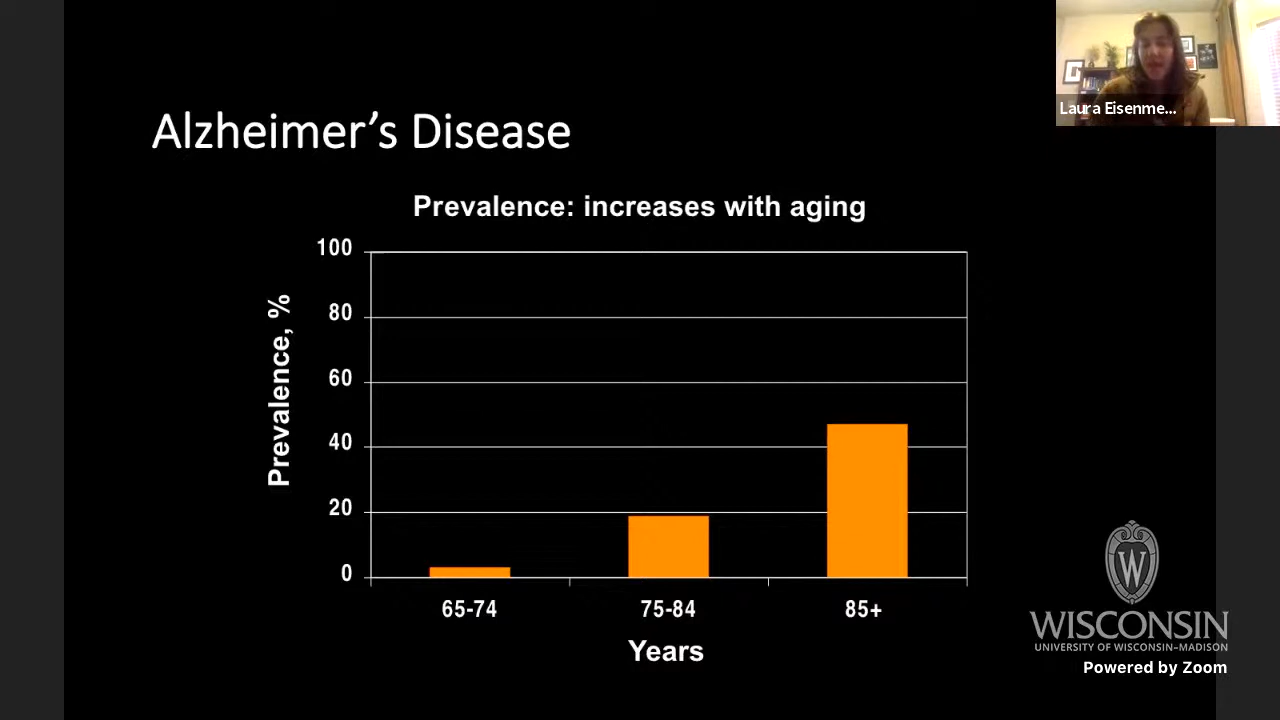 Laura Eisenme...
Alzheimer’s Disease
Prevalence: increases with aging
Prevalence, %
100
80
60
40
20
0
65-74
75-84
85+
Years
W
WISCONSIN
UNIVERSITY OF WISCONSIN–MADISON
Powered by Zoom